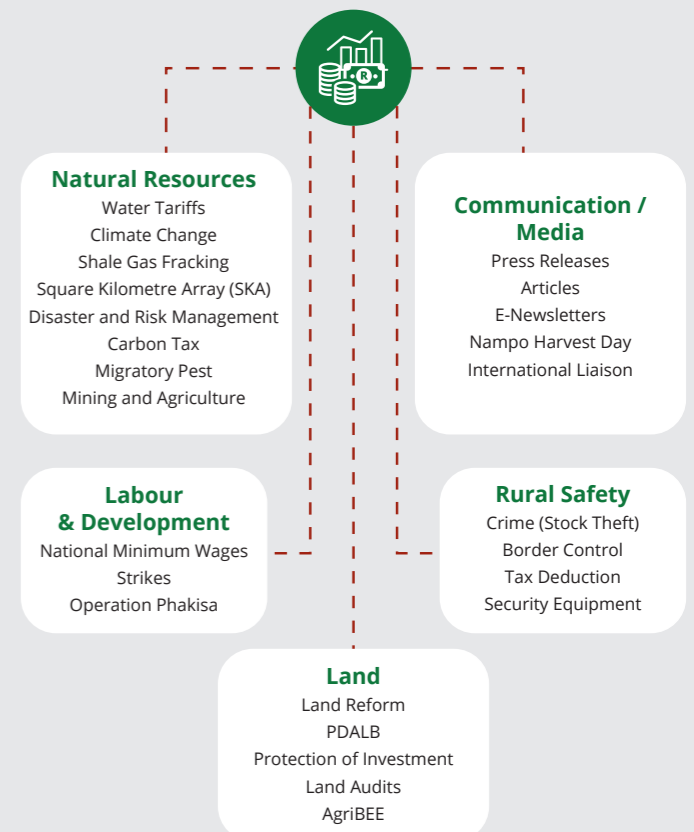 R
Natural Resources
Water Tariffs
Climate Change
Shale Gas Fracking
Square Kilometre Array (SKA)
Disaster and Risk Management
Carbon Tax
Migratory Pest
Mining and Agriculture
Communication /
Media
Press Releases
Articles
E-Newsletters
Nampo Harvest Day
International Liaison
Labour
& Development
National Minimum Wages
Strikes
Operation Phakisa
Rural Safety
Crime (Stock Theft)
Border Control
Tax Deduction
Security Equipment
Land
Land Reform
PDALB
Protection of Investment
Land Audits
AgriBEE